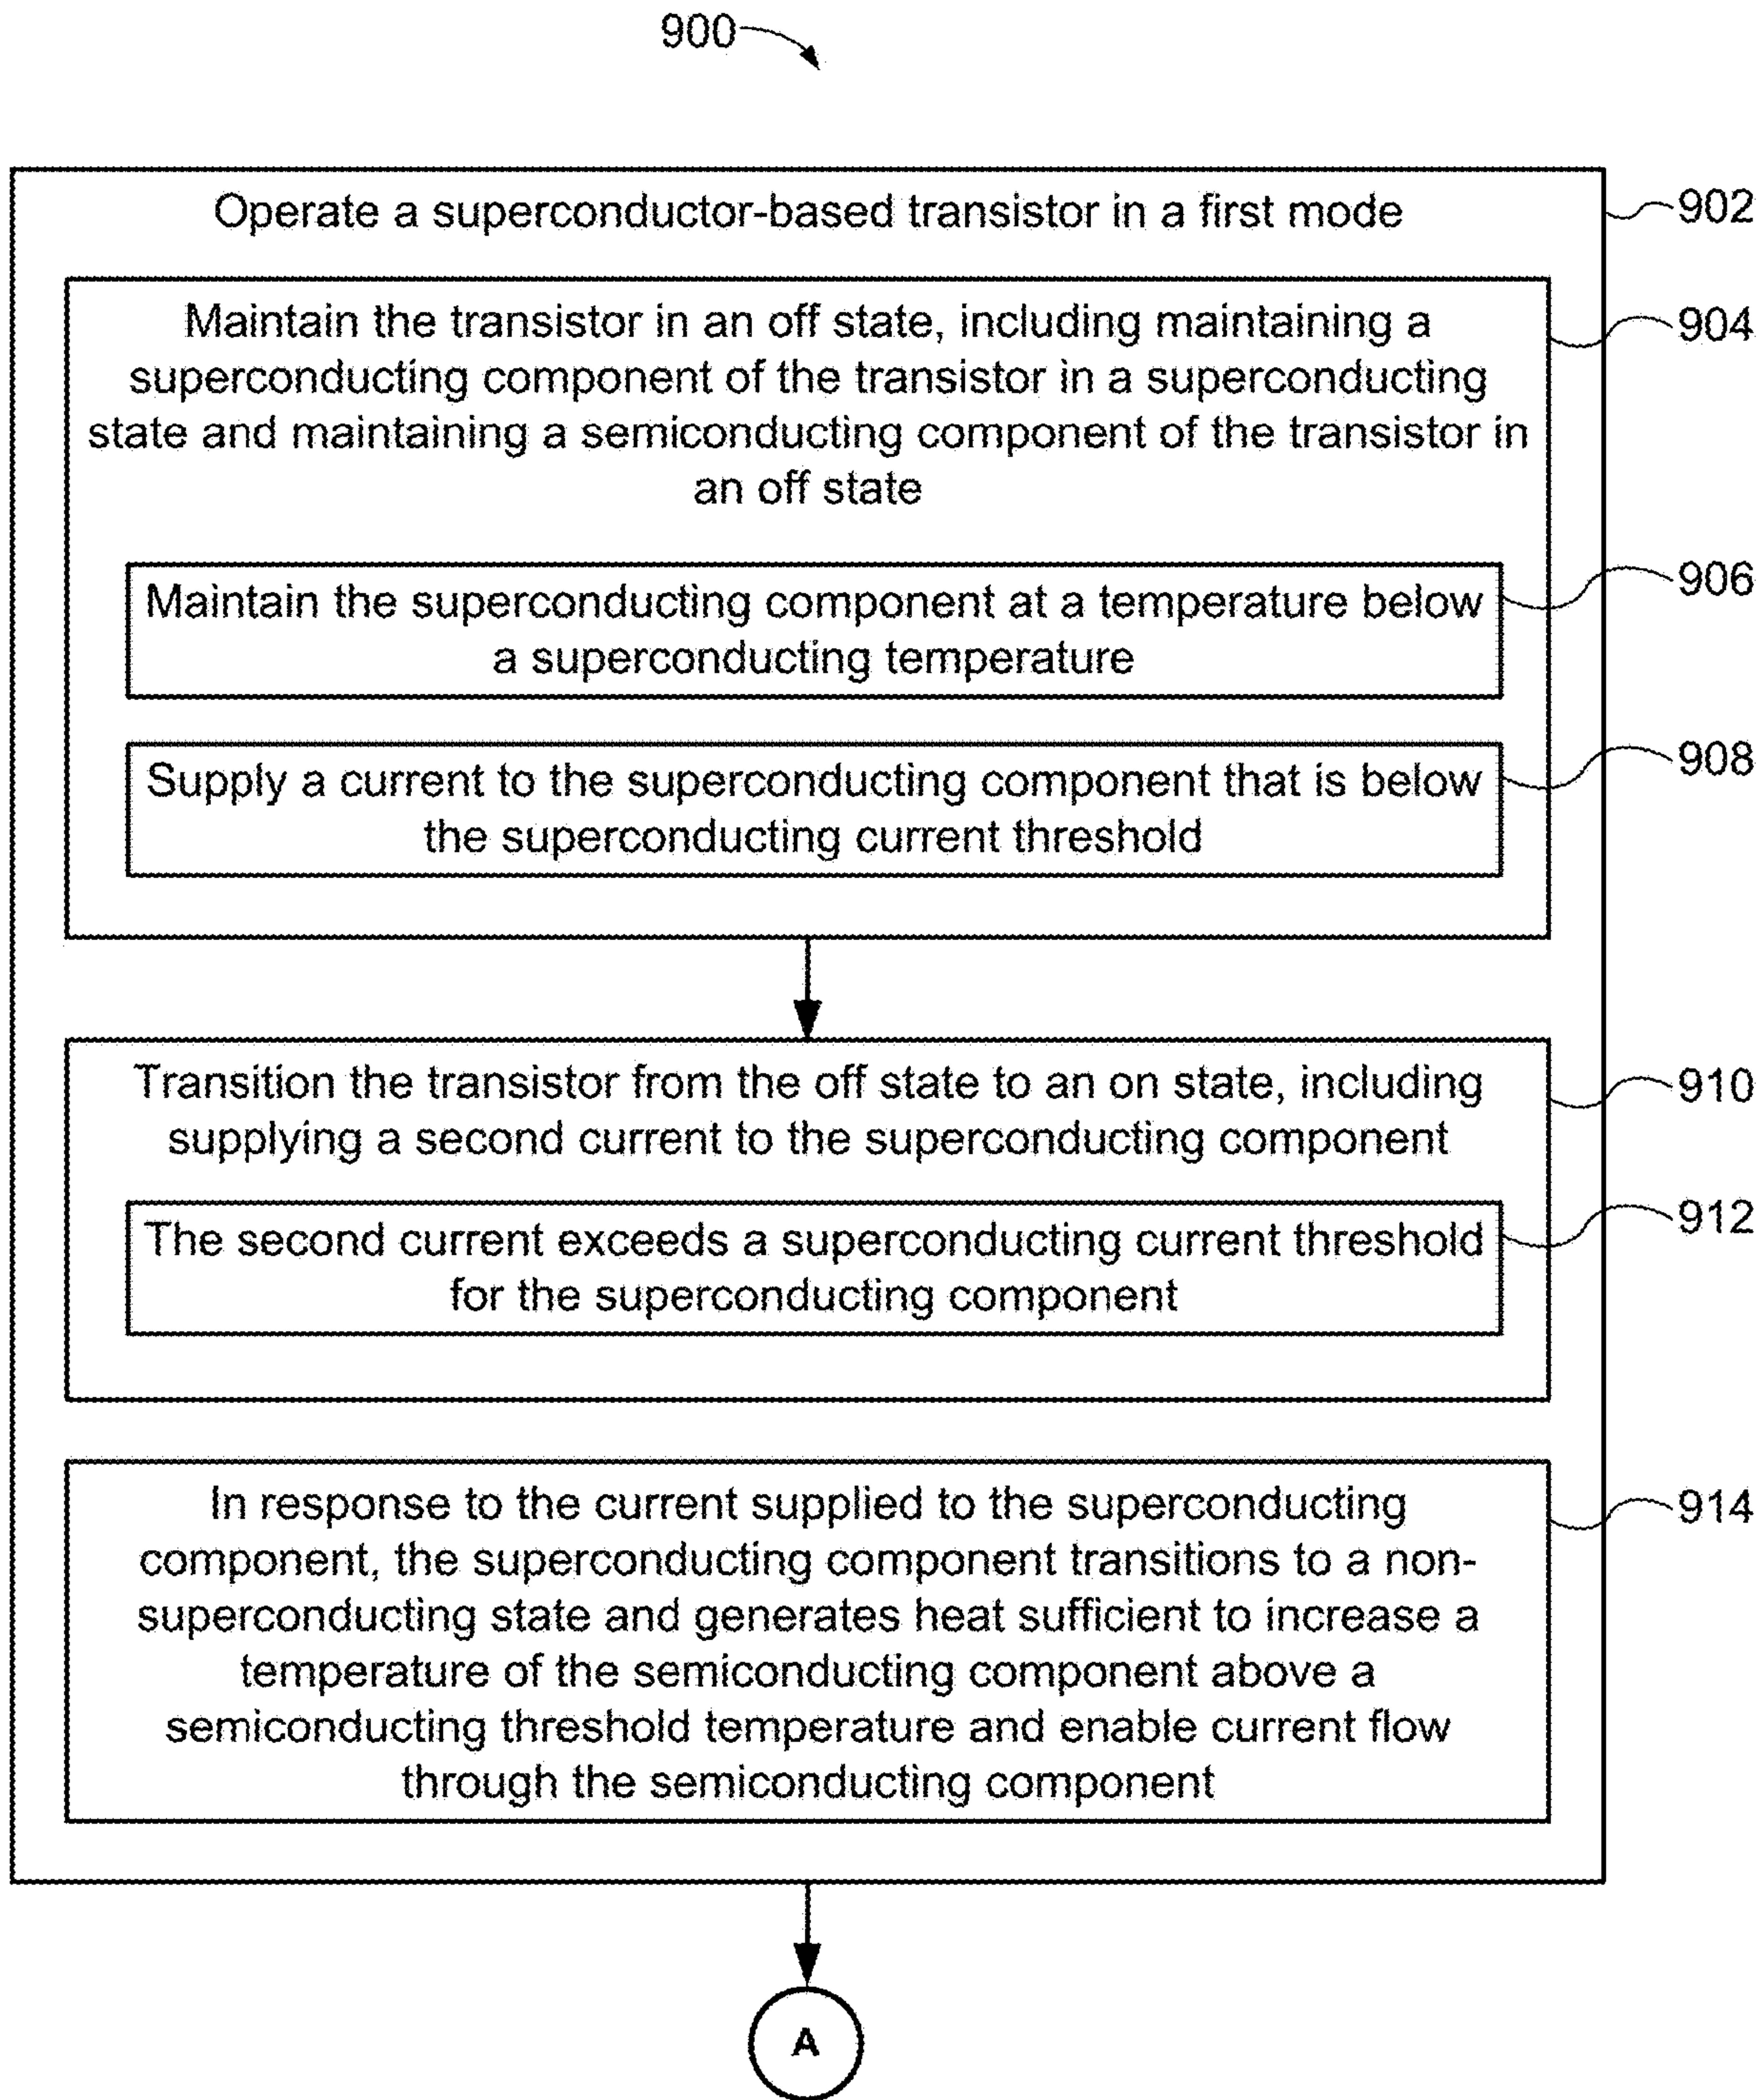 900
Operate a superconductor-based transistor in a first mode
902
Maintain the transistor in an off state, including maintaining a
superconducting component of the transistor in a superconducting
state and maintaining a semiconducting component of the transistor in
an off state
904
Maintain the superconducting component at a temperature below
a superconducting temperature
906
Supply a current to the superconducting component that is below
the superconducting current threshold
908
Transition the transistor from the off state to an on state, including
supplying a second current to the superconducting component
910
The second current exceeds a superconducting current threshold
for the superconducting component
912
In response to the current supplied to the superconducting
component, the superconducting component transitions to a non-
superconducting state and generates heat sufficient to increase a
temperature of the semiconducting component above a
semiconducting threshold temperature and enable current flow
through the semiconducting component
914
A